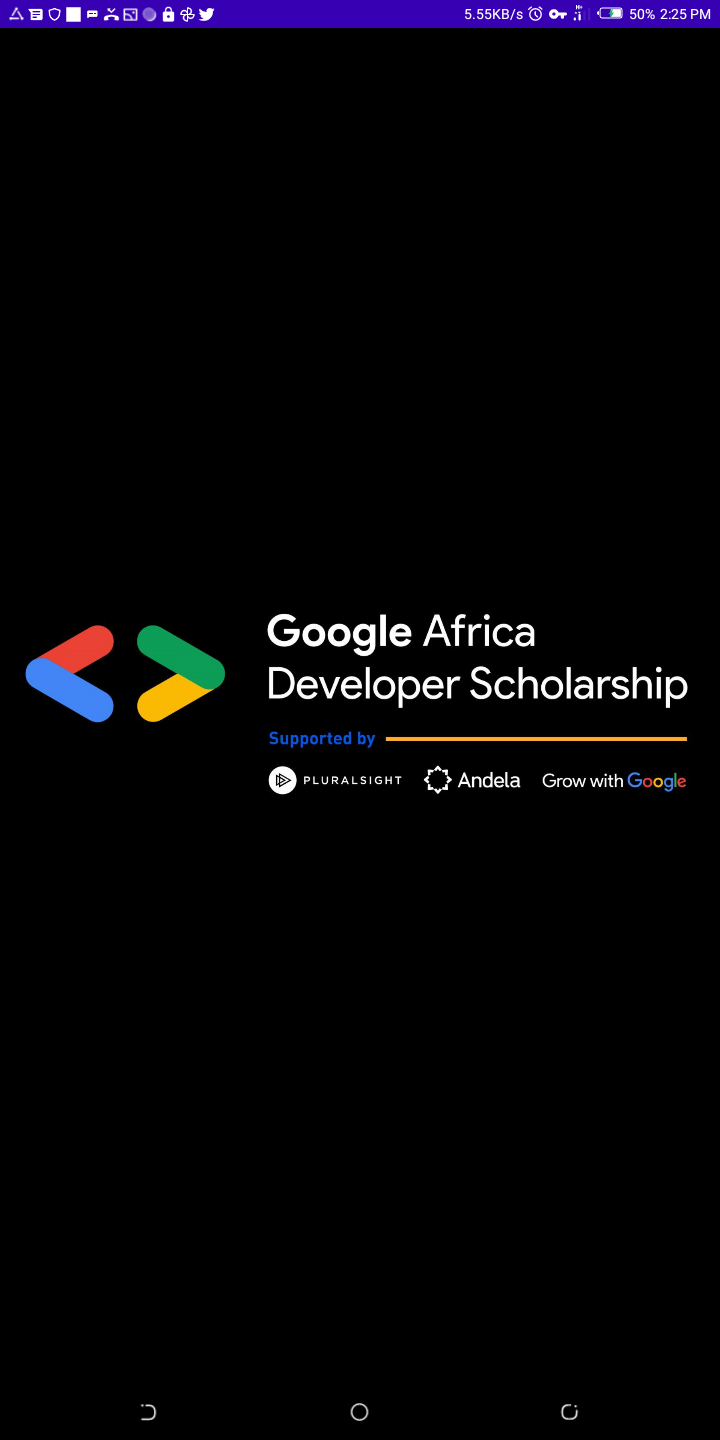 5.55KB/s 50% 2:25 PM
Google Africa
Developer Scholarship
Supported by
PLURALSIGHT Andela Grow with Google